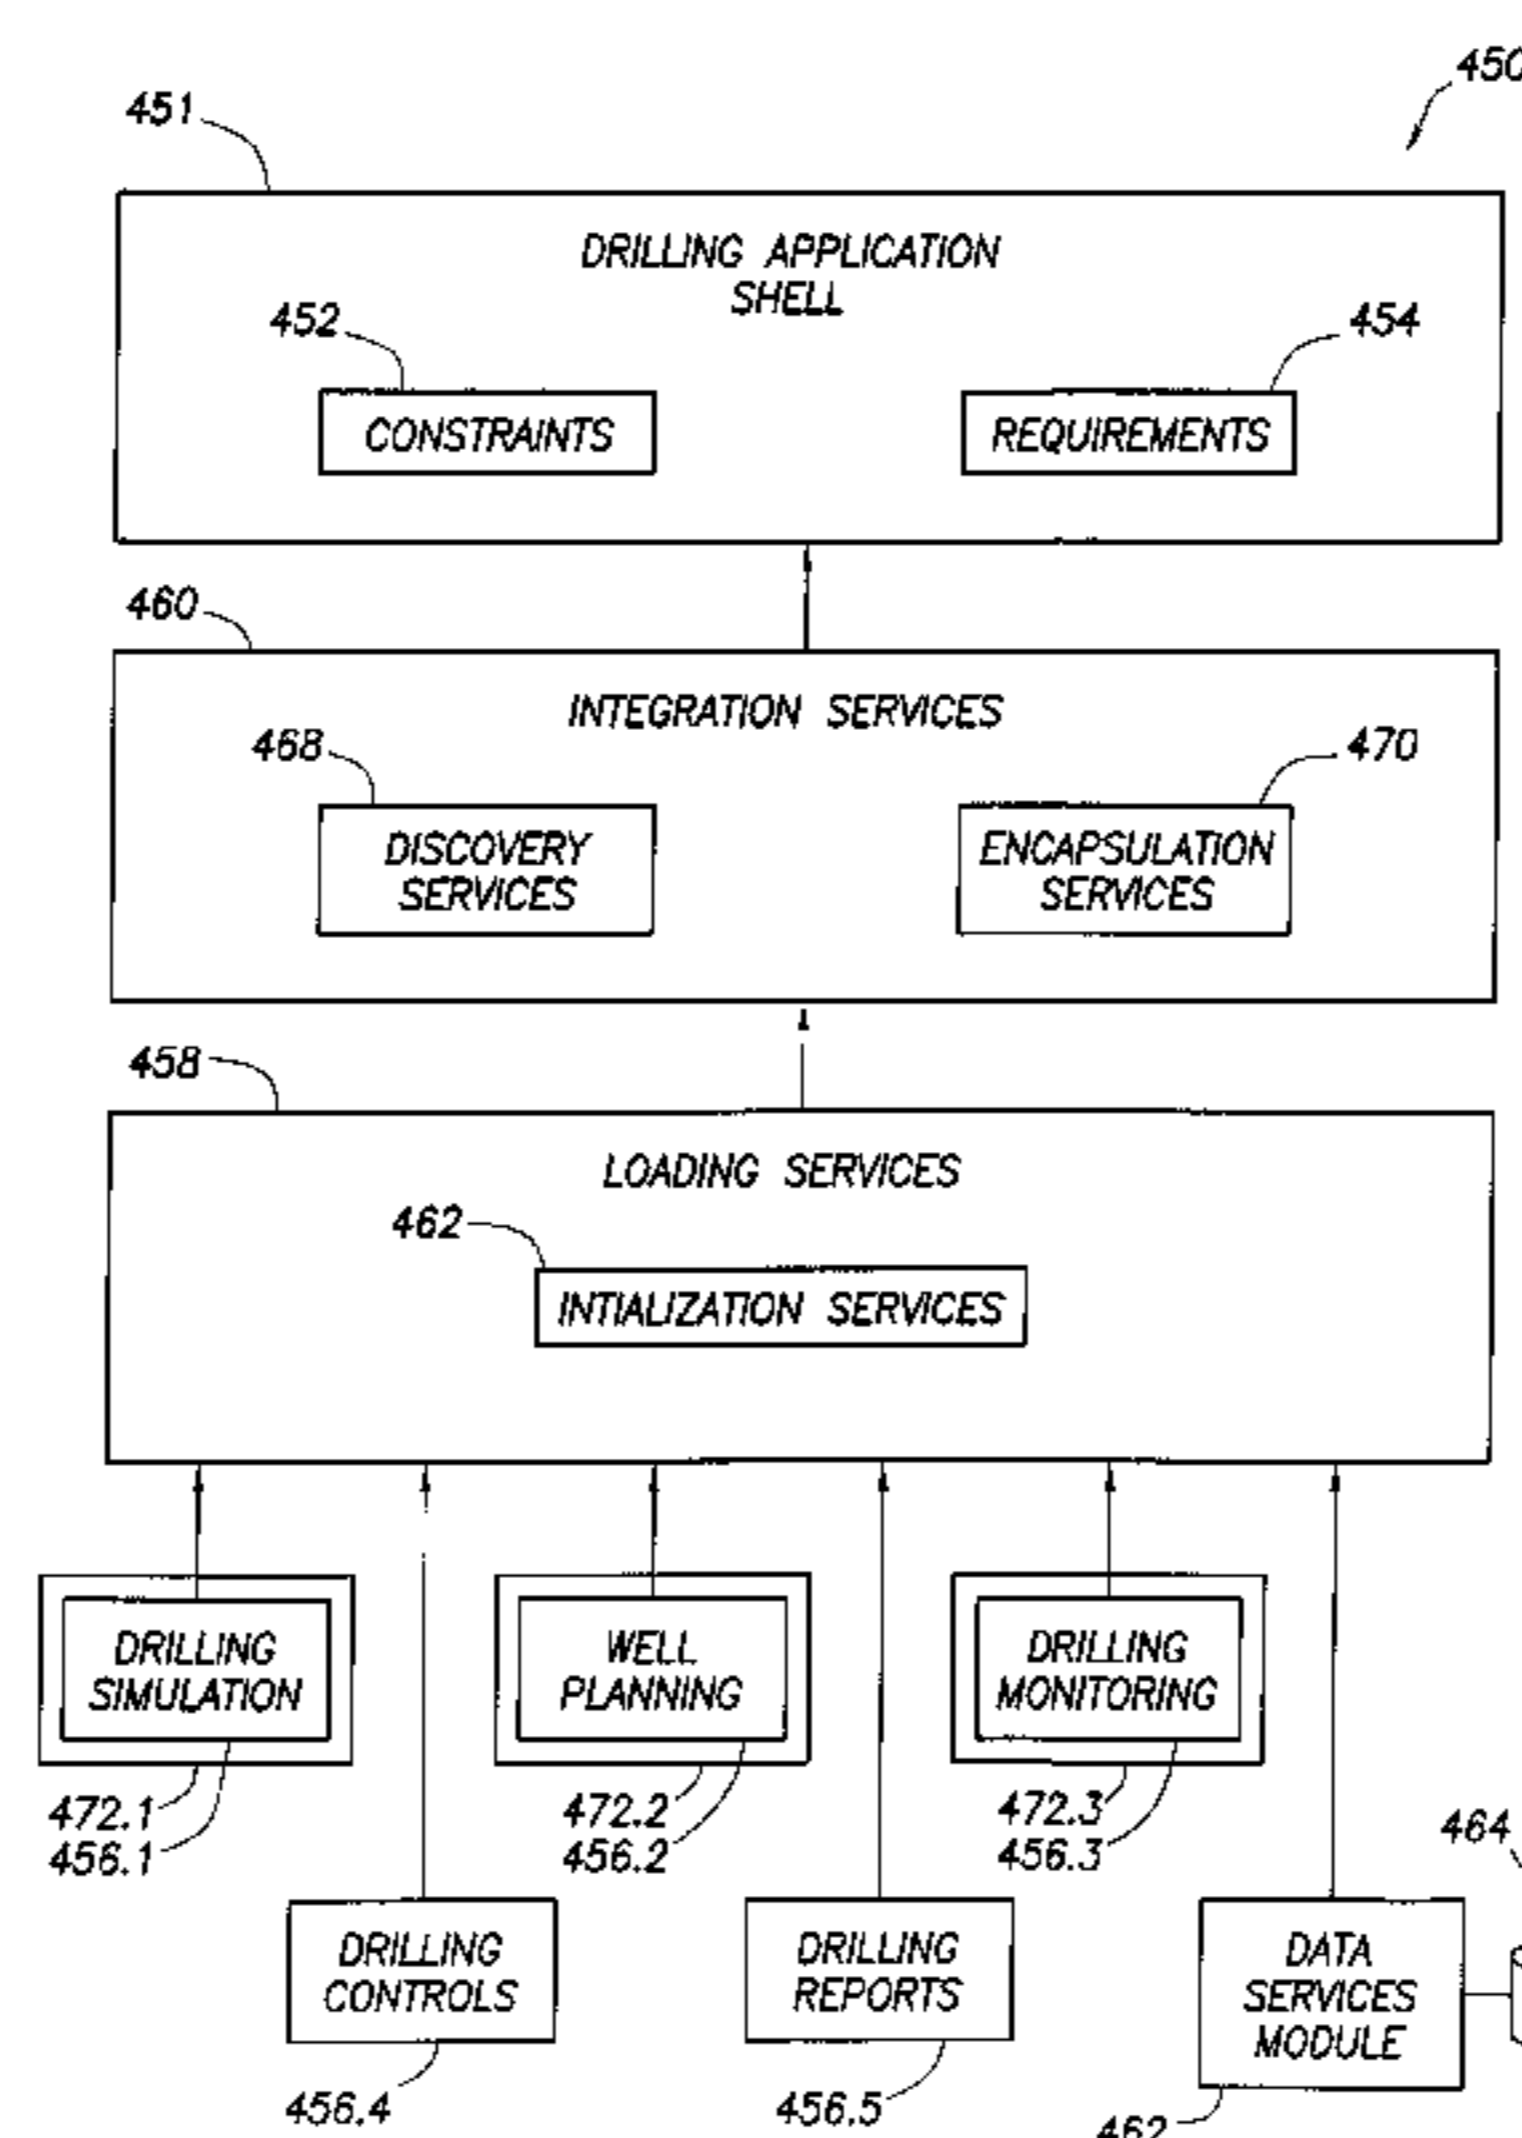 450
451
DRILLING APPLICATION
SHELL
452
454
CONSTRAINTS
REQUIREMENTS
460
INTEGRATION SERVICES
468
470
DISCOVERY
SERVICES
ENCAPSULATION
SERVICES
458
LOADING SERVICES
462
INTIALIZATION SERVICES
DRILLING
SIMULATION
WELL
PLANNING
DRILLING
MONITORING
472.1
456.1
472.2
456.2
472.3
456.3
464
DRILLING
CONTROLS
DRILLING
REPORTS
DATA
SERVICES
MODULE
456.4
456.5
462